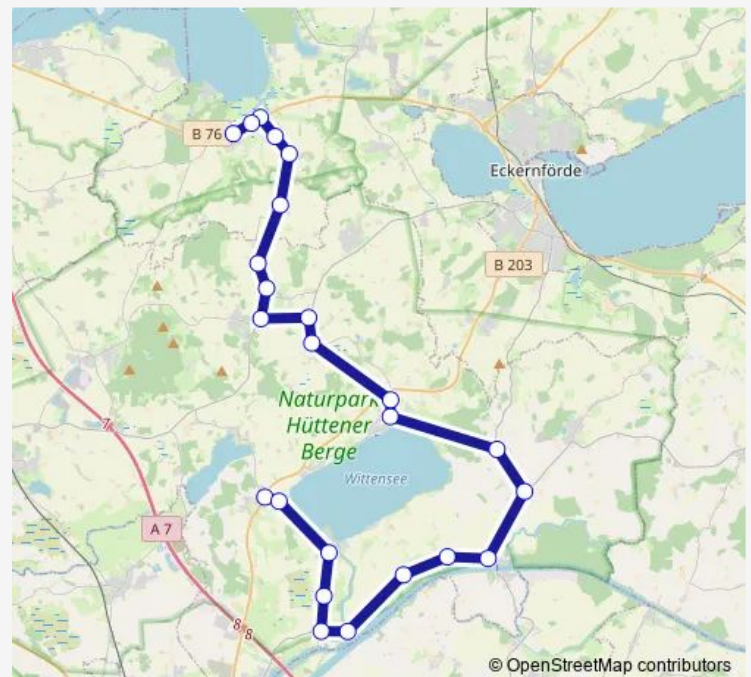 B 76
Eckernförde
B 203
Naturpark
Hüttener
Berge
Wittensee
7
A 7
8
8
© OpenStreetMap contributors